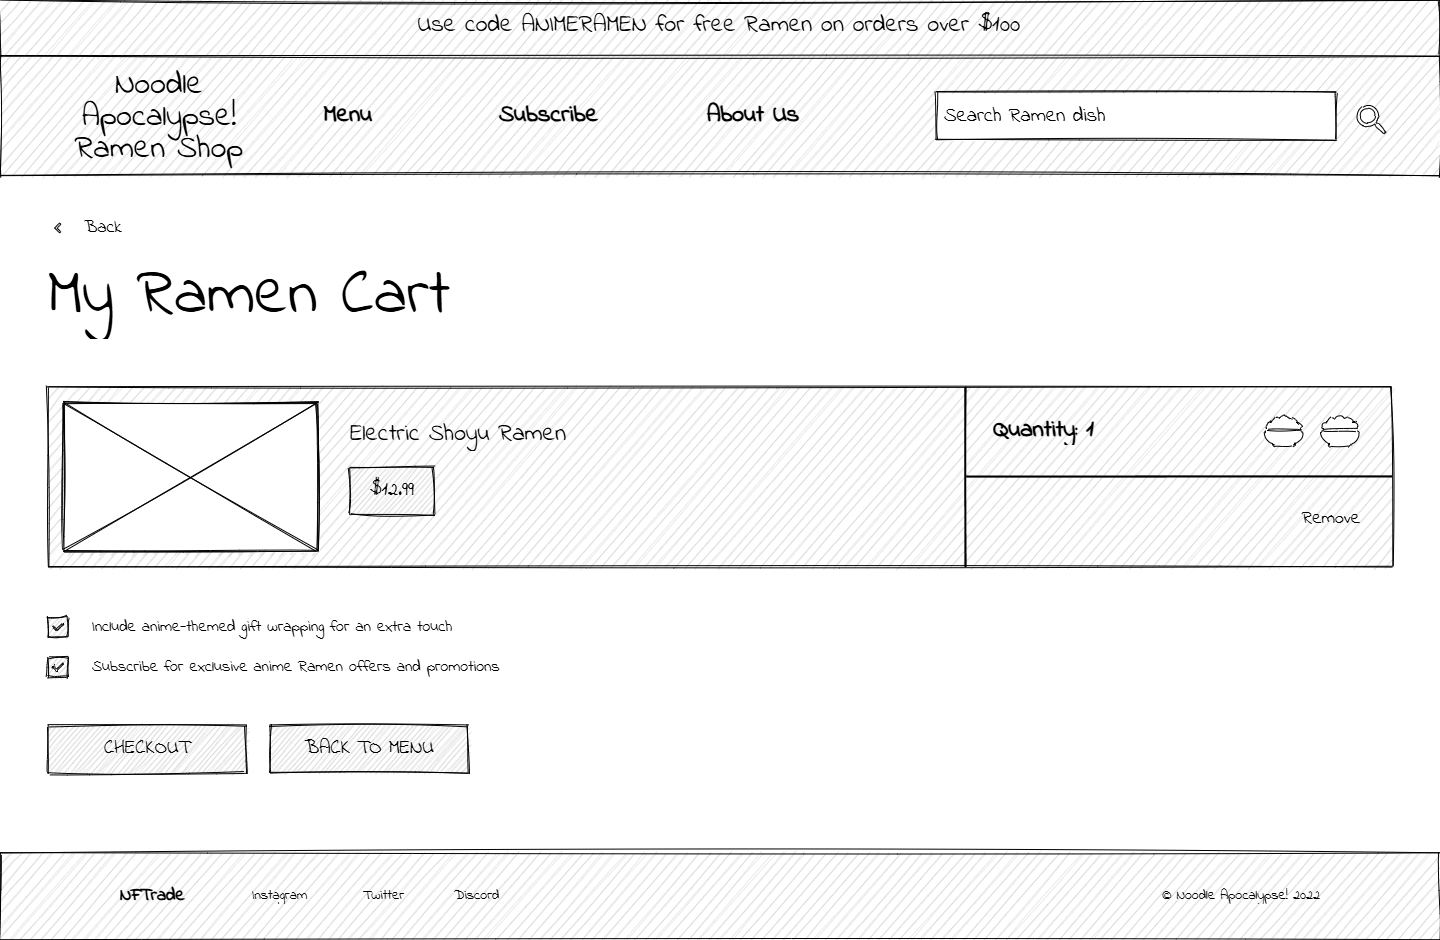 Use code ANIMERAMEN for free Ramen on orders over $100
Noodle
Apocalypse!
Ramen Shop
Menu
Subscribe
About Us
Search Ramen dish
Back
My Ramen Cart
Electric Shoyu Ramen
$12.99
Quantity: 1
Remove
Include anime-themed gift wrapping for an extra touch
Subscribe for exclusive anime Ramen offers and promotions
CHECKOUT
BACK TO MENU
NFTrade
Instagram
Twitter
Discord
© Noodle Apocalypse! 2022